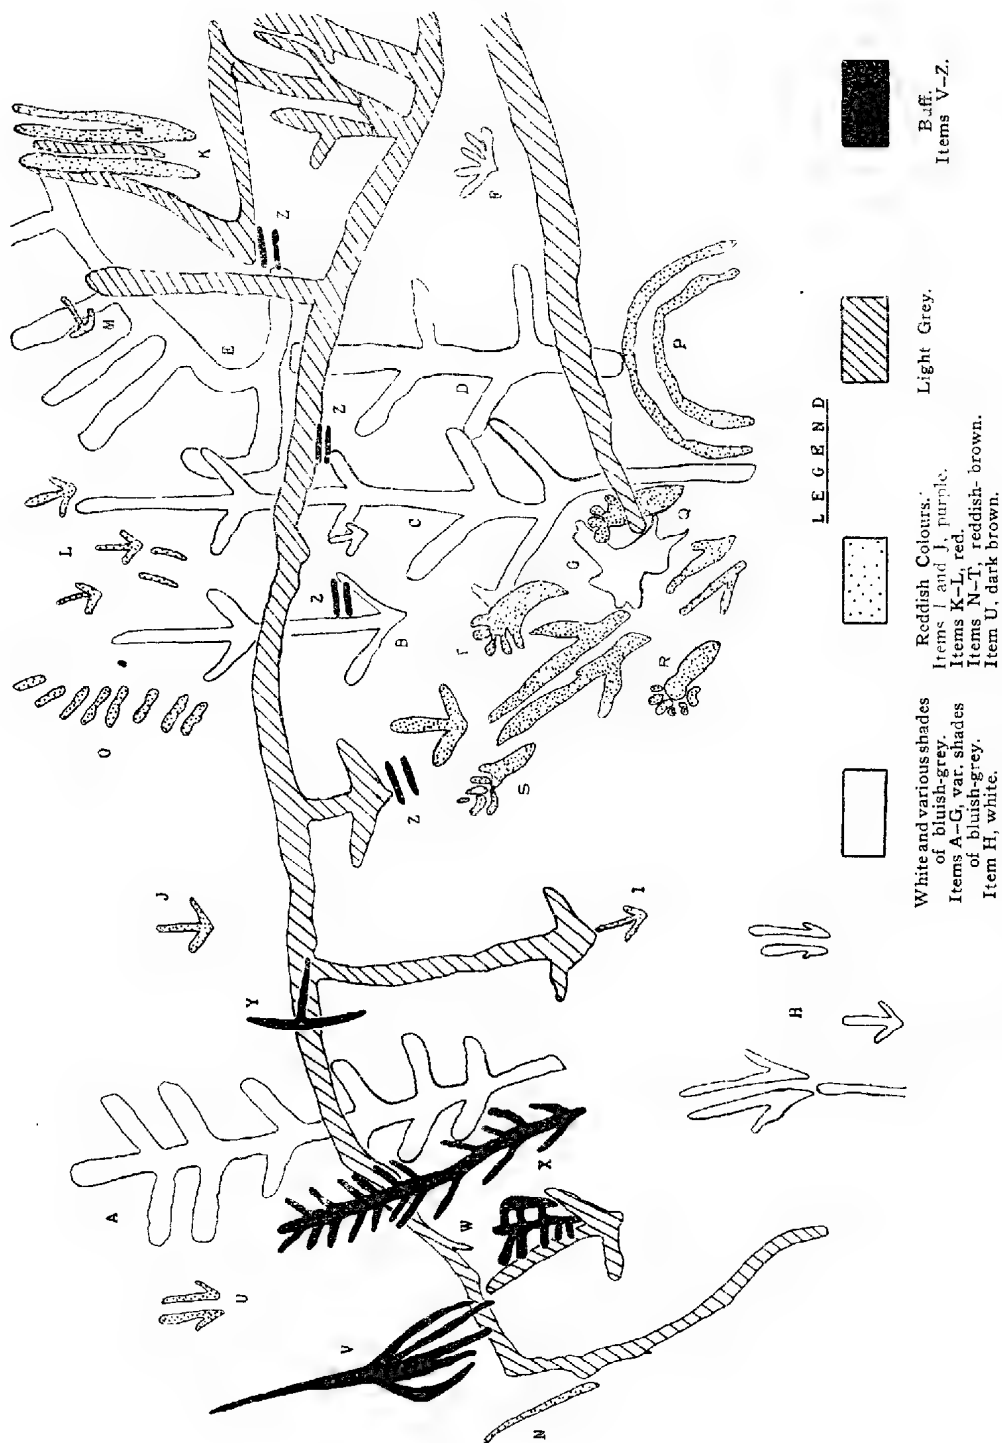 K
Z
M
E
F
Z
D
P
L
C
Z
B
G
Q
O
R
Z
S
J
I
Y
H
A
X
W
U
V
N
LEGEND
White and various shades
of bluish-grey.
Items A–G, var. shades
of bluish-grey.
Item H, white.
Reddish Colours.
Items I and J, purple.
Items K–L, red.
Items N–T, reddish-brown.
Item U, dark brown.
Light Grey.
Buff.
Items V–Z.